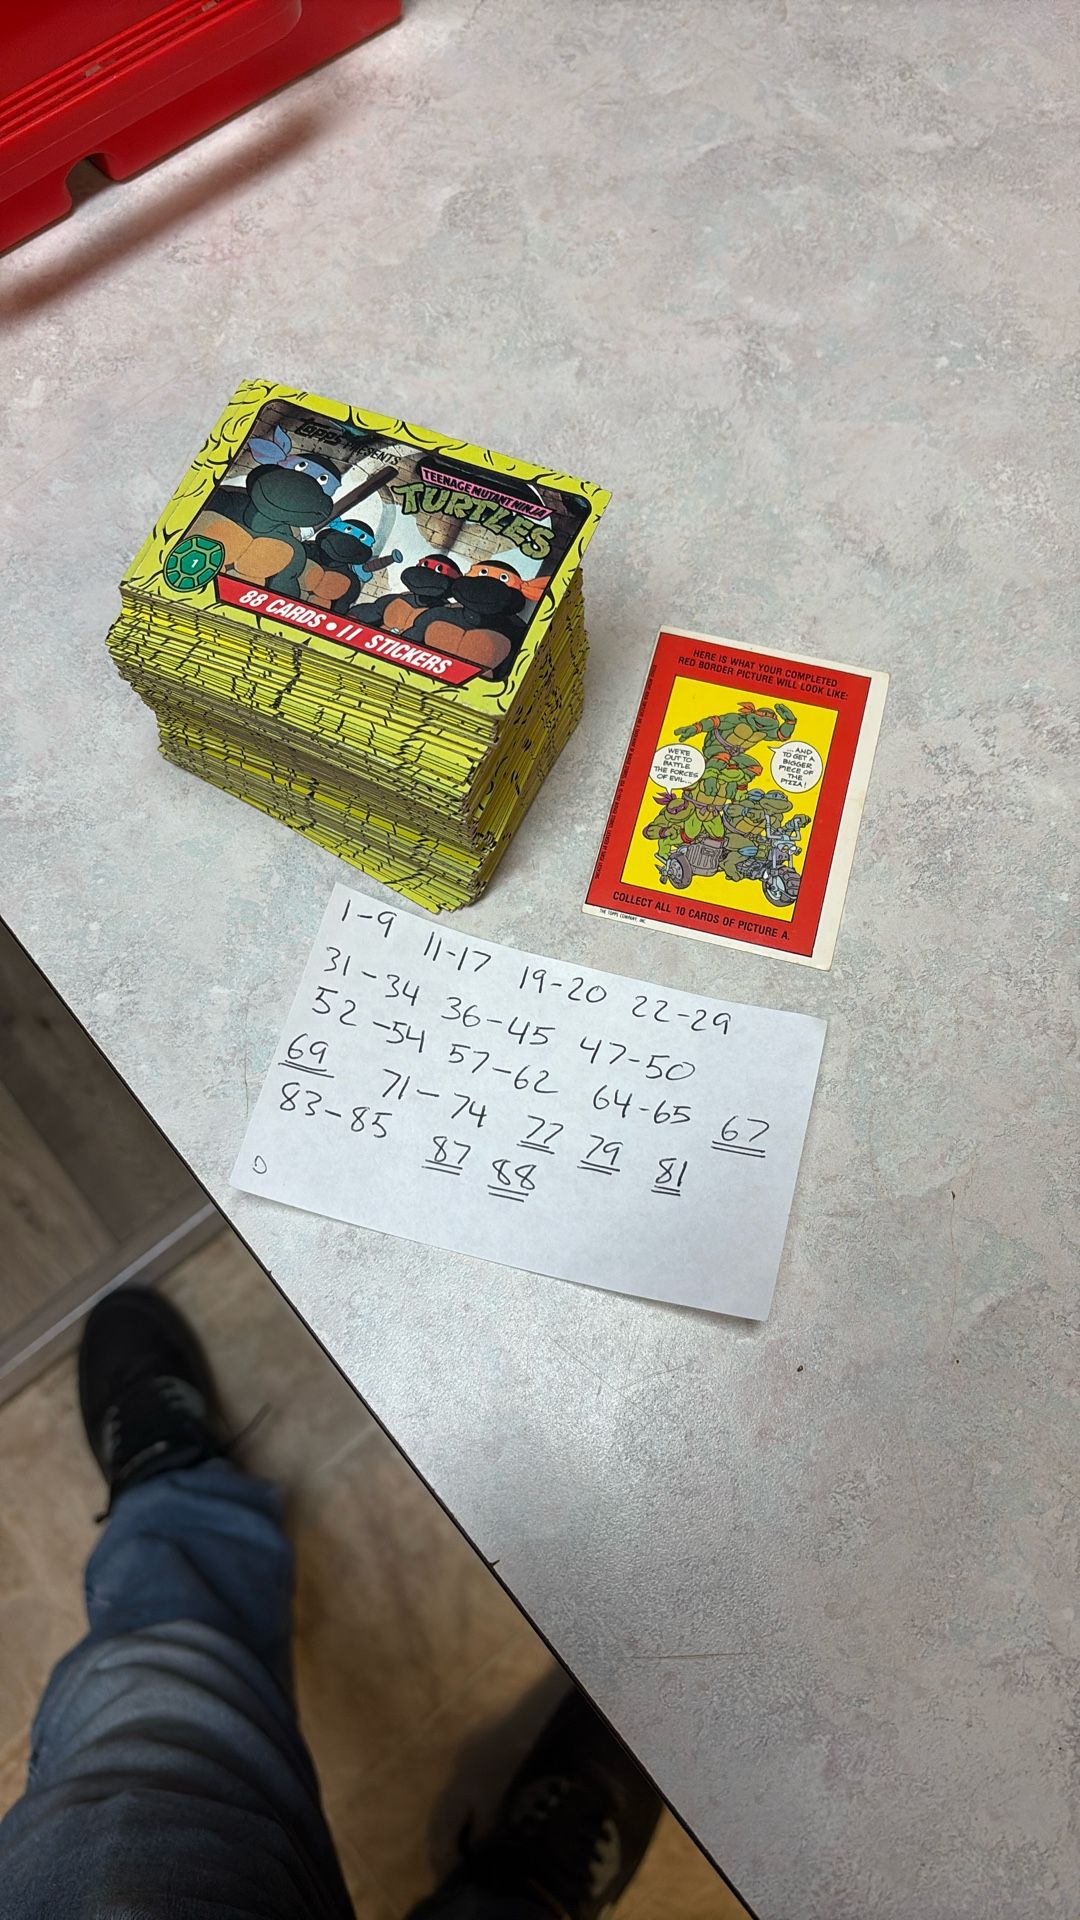 topps PRESENTS
TEENAGE MUTANT NINJA
TURTLES
1
88 CARDS • 11 STICKERS
HERE IS WHAT YOUR COMPLETED
RED BORDER PICTURE WILL LOOK LIKE:
WE'RE
OUT TO
BATTLE
THE FORCES
OF EVIL...
...AND
TO GET A
BIGGER
PIECE OF
THE
PIZZA!
COLLECT ALL 10 CARDS OF PICTURE A.
THE TOPPS COMPANY, INC.
1-9 11-17 19-20 22-29
31-34 36-45 47-50
52-54 57-62 64-65 67
69 71-74 77 79 81
83-85 87 88